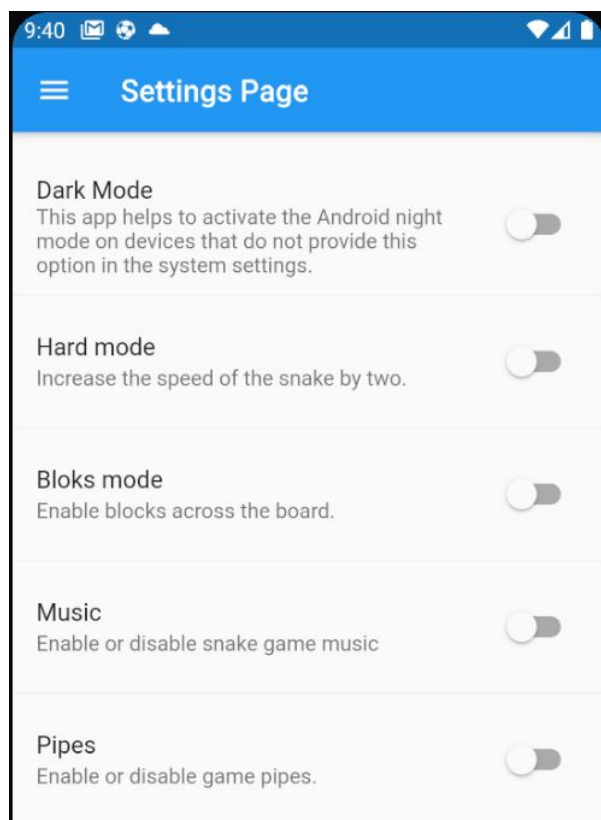 9:40
Settings Page
Dark Mode
This app helps to activate the Android night
mode on devices that do not provide this
option in the system settings.
Hard mode
Increase the speed of the snake by two.
Bloks mode
Enable blocks across the board.
Music
Enable or disable snake game music
Pipes
Enable or disable game pipes.